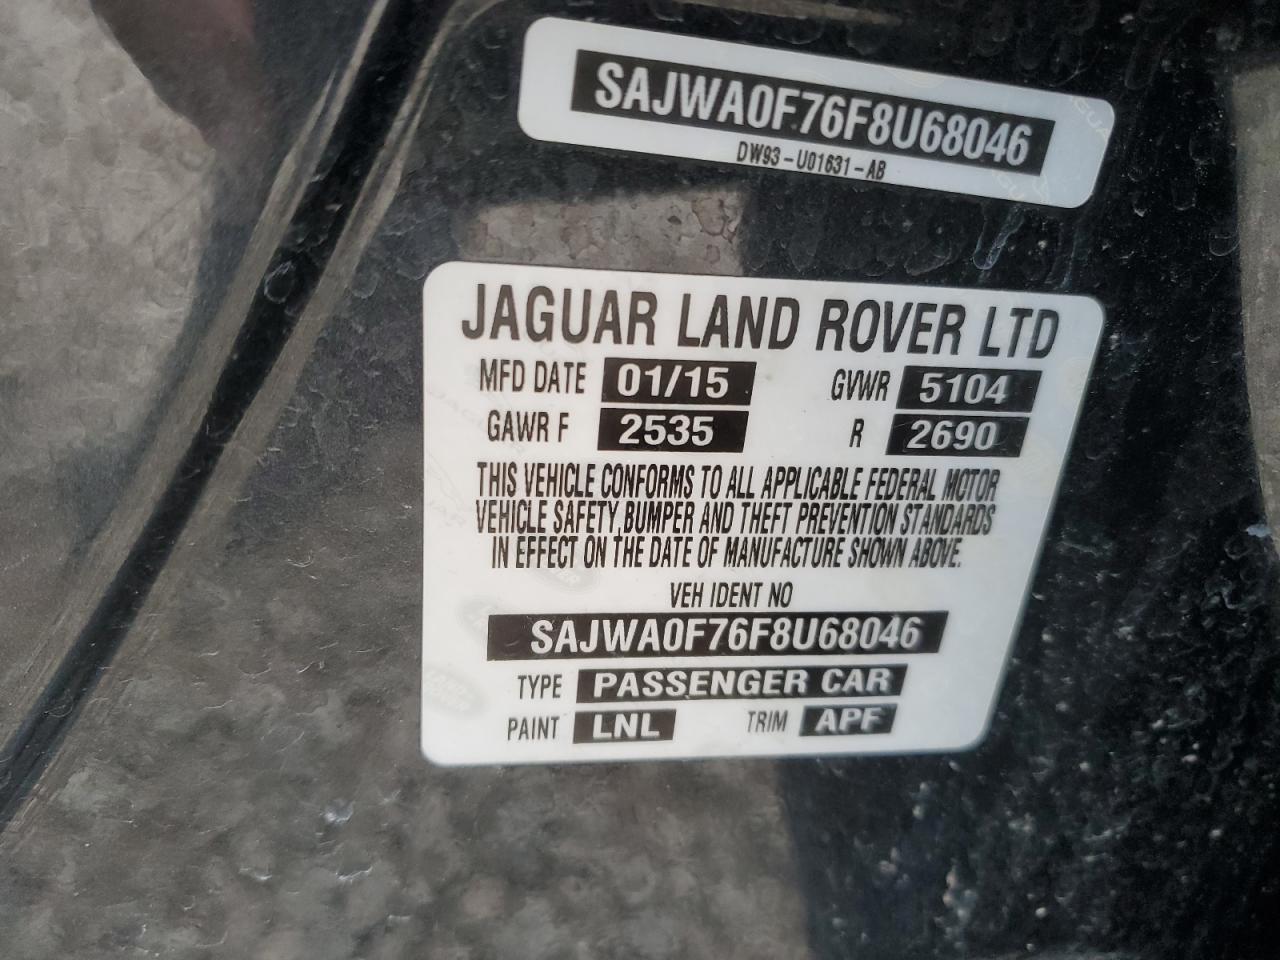 SAJWA0F76F8U68046
DW93-U01631-AB
JAGUAR LAND ROVER LTD
MFD DATE 01/15 GVWR 5104
GAWR F 2535 R 2690
THIS VEHICLE CONFORMS TO ALL APPLICABLE FEDERAL MOTOR
VEHICLE SAFETY, BUMPER AND THEFT PREVENTION STANDARDS
IN EFFECT ON THE DATE OF MANUFACTURE SHOWN ABOVE.
VEH IDENT NO
SAJWA0F76F8U68046
TYPE PASSENGER CAR
PAINT LNL TRIM APF